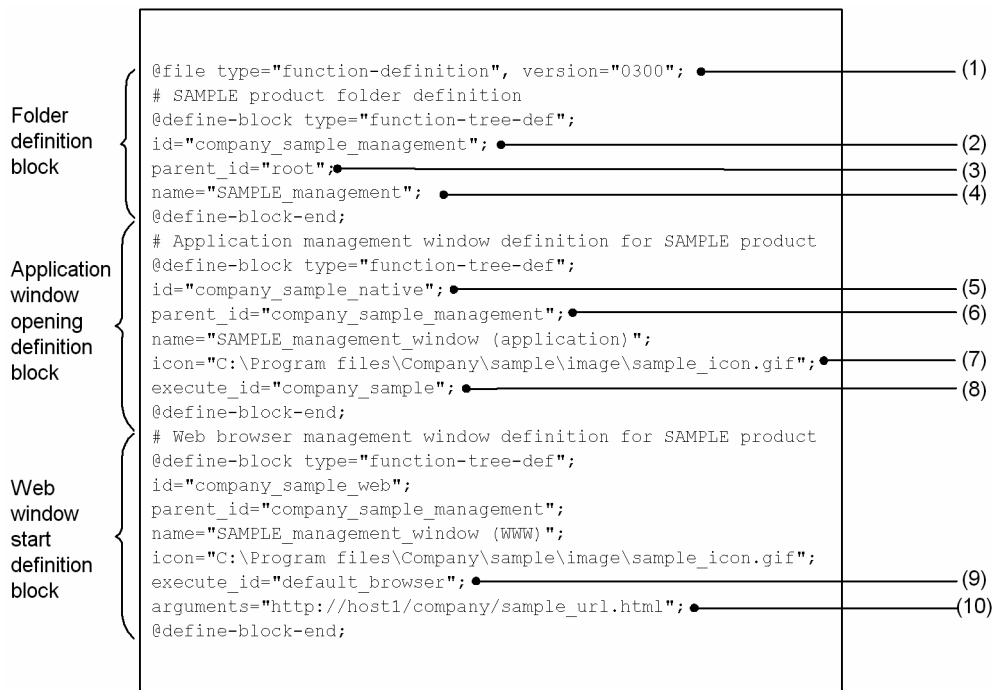 @file type="function-definition", version="0300"; (1)
# SAMPLE product folder definition
@define-block type="function-tree-def";
id="company_sample_management"; (2)
parent_id="root"; (3)
name="SAMPLE_management"; (4)
@define-block-end;
Folder
definition
block
# Application management window definition for SAMPLE product
@define-block type="function-tree-def";
id="company_sample_native"; (5)
parent_id="company_sample_management"; (6)
name="SAMPLE_management_window (application)";
icon="C:\Program files\Company\sample\image\sample_icon.gif"; (7)
execute_id="company_sample"; (8)
@define-block-end;
Application
window
opening
definition
block
# Web browser management window definition for SAMPLE product
@define-block type="function-tree-def";
id="company_sample_web";
parent_id="company_sample_management";
name="SAMPLE_management_window (WWW)";
icon="C:\Program files\Company\sample\image\sample_icon.gif";
execute_id="default_browser"; (9)
arguments="http://host1/company/sample_url.html"; (10)
@define-block-end;
Web
window
start
definition
block